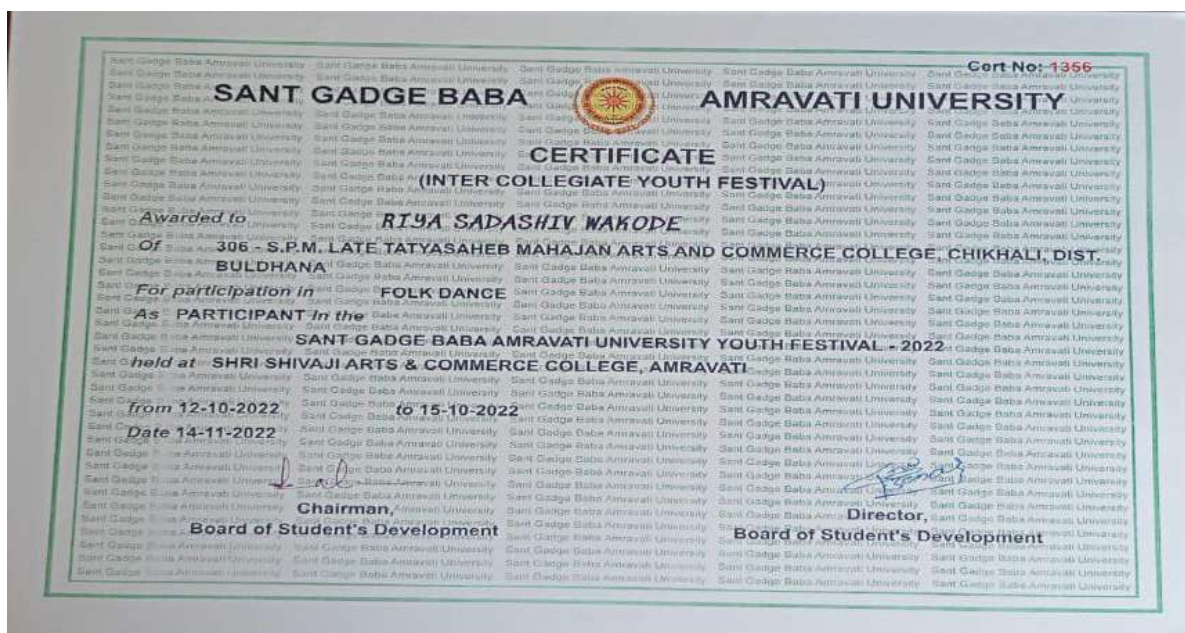 Cert No: 1356
SANT GADGE BABA AMRAVATI UNIVERSITY
CERTIFICATE
(INTER COLLEGIATE YOUTH FESTIVAL)
Awarded to RIYA SADASHIV WAKODE
Of 306 - S.P.M. LATE TATYASAHEB MAHAJAN ARTS AND COMMERCE COLLEGE, CHIKHALI, DIST.
BULDHANA
For participation in FOLK DANCE
As PARTICIPANT In the
SANT GADGE BABA AMRAVATI UNIVERSITY YOUTH FESTIVAL - 2022
held at SHRI SHIVAJI ARTS & COMMERCE COLLEGE, AMRAVATI
from 12-10-2022 to 15-10-2022
Date 14-11-2022
Chairman, Director,
Board of Student's Development Board of Student's Development